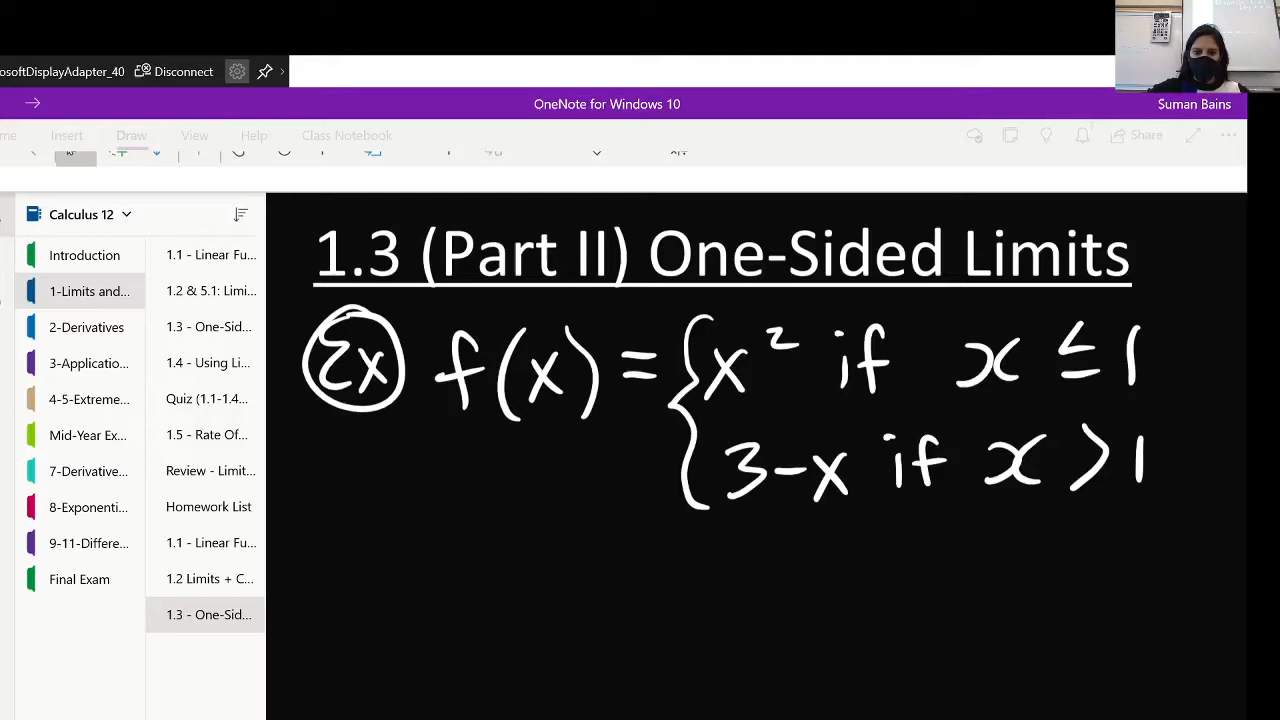 osoftDisplayAdapter_40 Disconnect
OneNote for Windows 10
Suman Bains
Insert Draw View Help Class Notebook
Share
Calculus 12
Introduction
1-Limits and...
2-Derivatives
3-Applicatio...
4-5-Extreme...
Mid-Year Ex...
7-Derivative...
8-Exponenti...
9-11-Differe...
Final Exam
1.1 - Linear Fu...
1.2 & 5.1: Limi...
1.3 - One-Sid...
1.4 - Using Li...
Quiz (1.1-1.4...
1.5 - Rate Of...
Review - Limit...
Homework List
1.1 - Linear Fu...
1.2 Limits + C...
1.3 - One-Sid...
1.3 (Part II) One-Sided Limits
Ex f(x) = { x² if x ≤ 1
3-x if x > 1